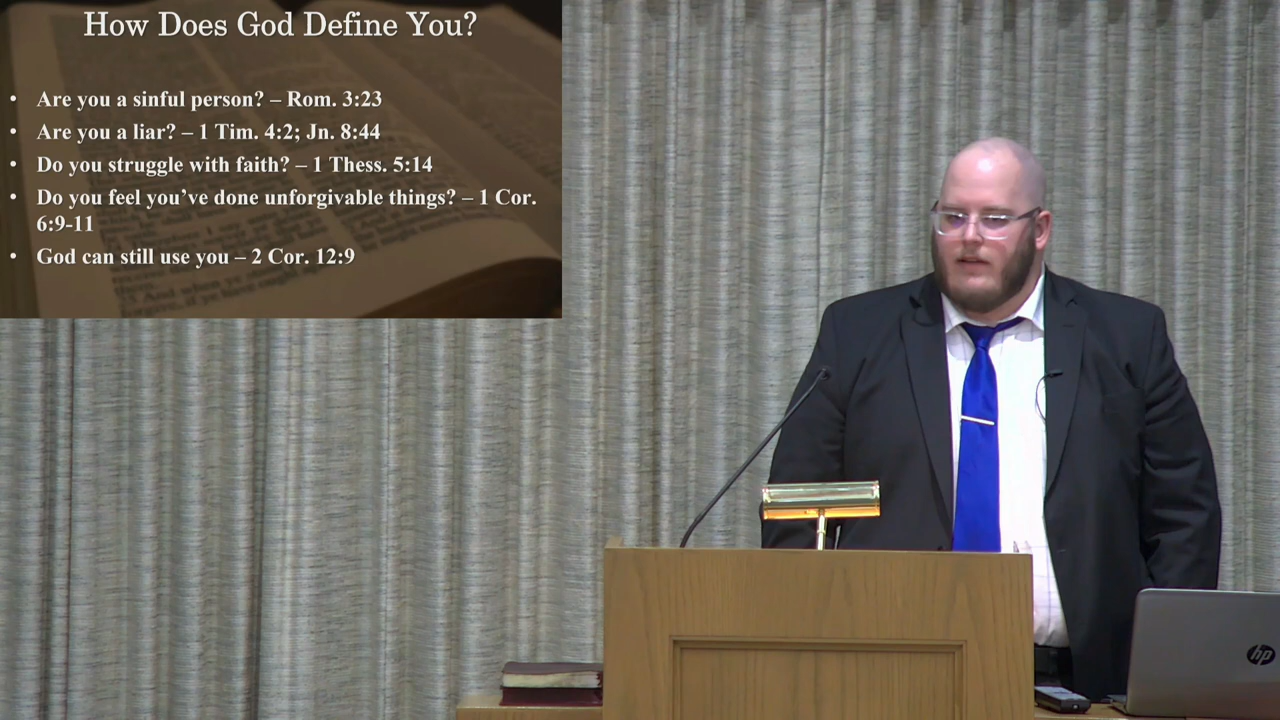 How Does God Define You?
• Are you a sinful person? – Rom. 3:23
• Are you a liar? – 1 Tim. 4:2; Jn. 8:44
• Do you struggle with faith? – 1 Thess. 5:14
• Do you feel you’ve done unforgivable things? – 1 Cor.
6:9-11
• God can still use you – 2 Cor. 12:9
hp